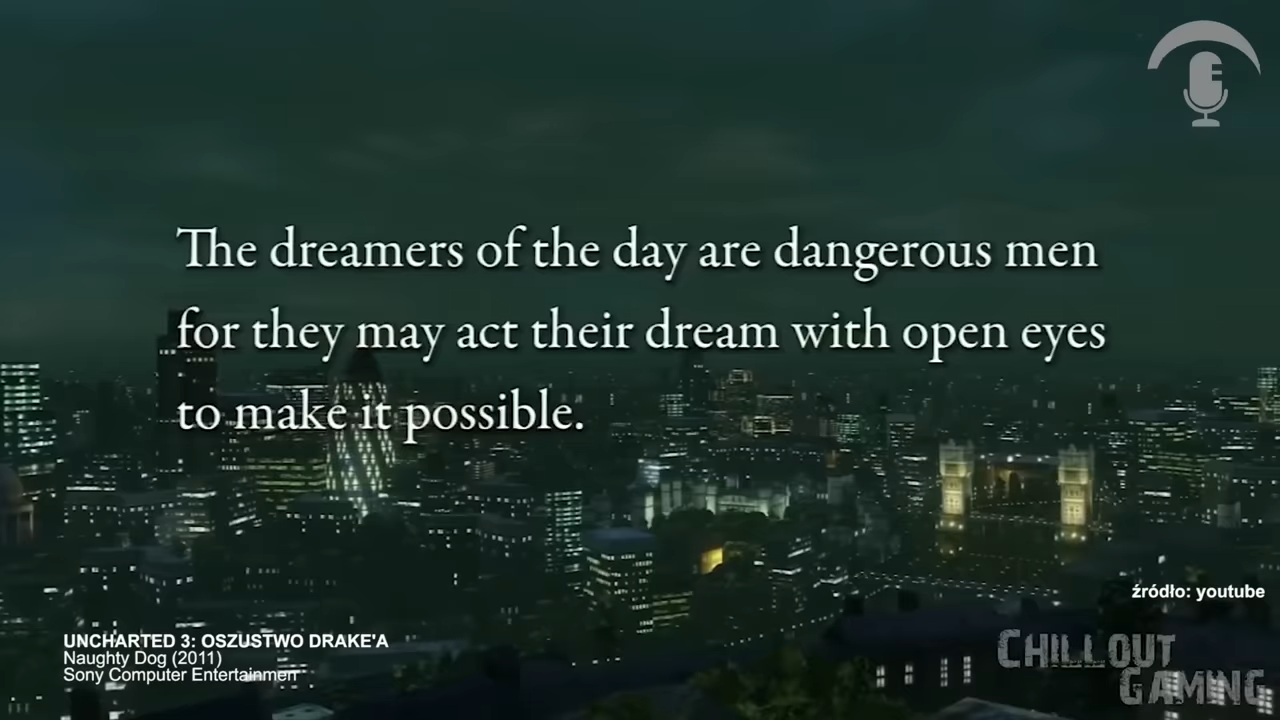 The dreamers of the day are dangerous men
for they may act their dream with open eyes
to make it possible.
źródło: youtube
UNCHARTED 3: OSZUSTWO DRAKE'A
Naughty Dog (2011)
Sony Computer Entertainmen
CHILLOUT
GAMING